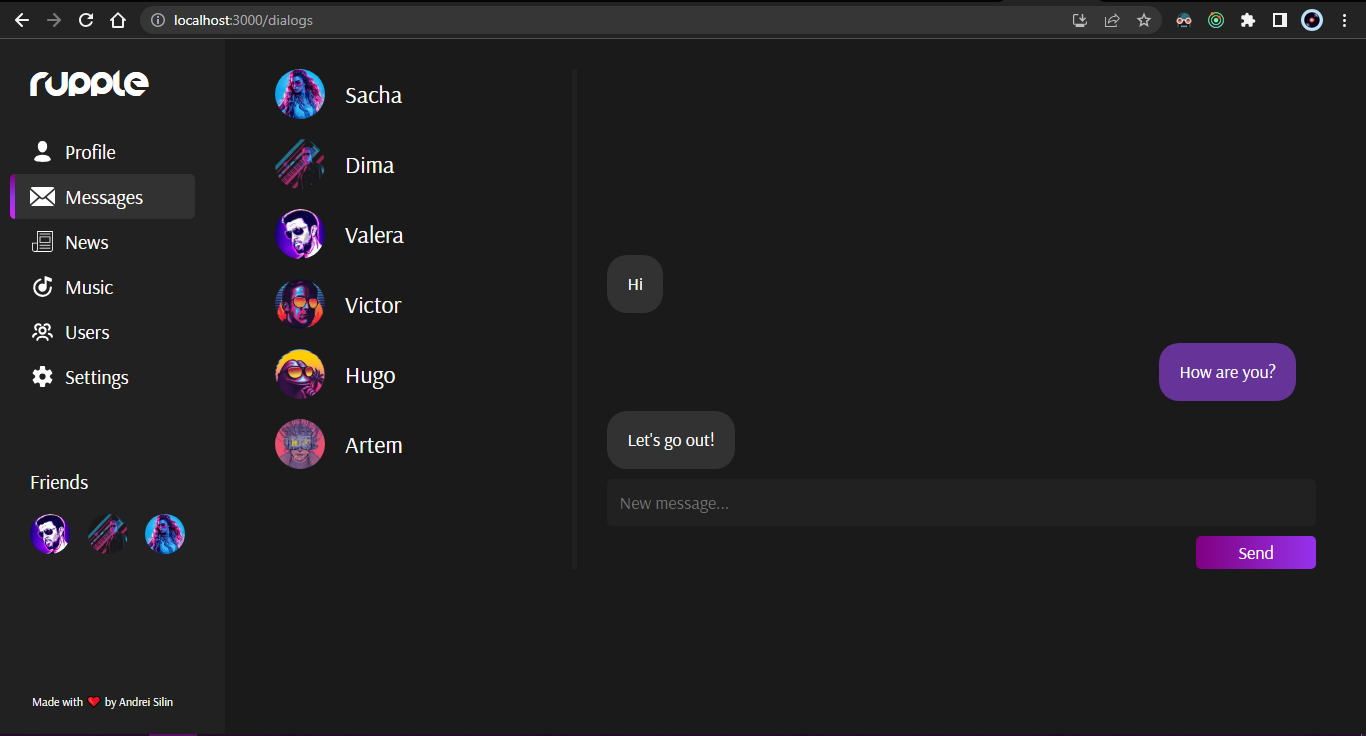 localhost:3000/dialogs
rupple
Profile
Messages
News
Music
Users
Settings
Friends
Made with ❤️ by Andrei Silin
Sacha
Dima
Valera
Victor
Hugo
Artem
Hi
How are you?
Let's go out!
New message...
Send